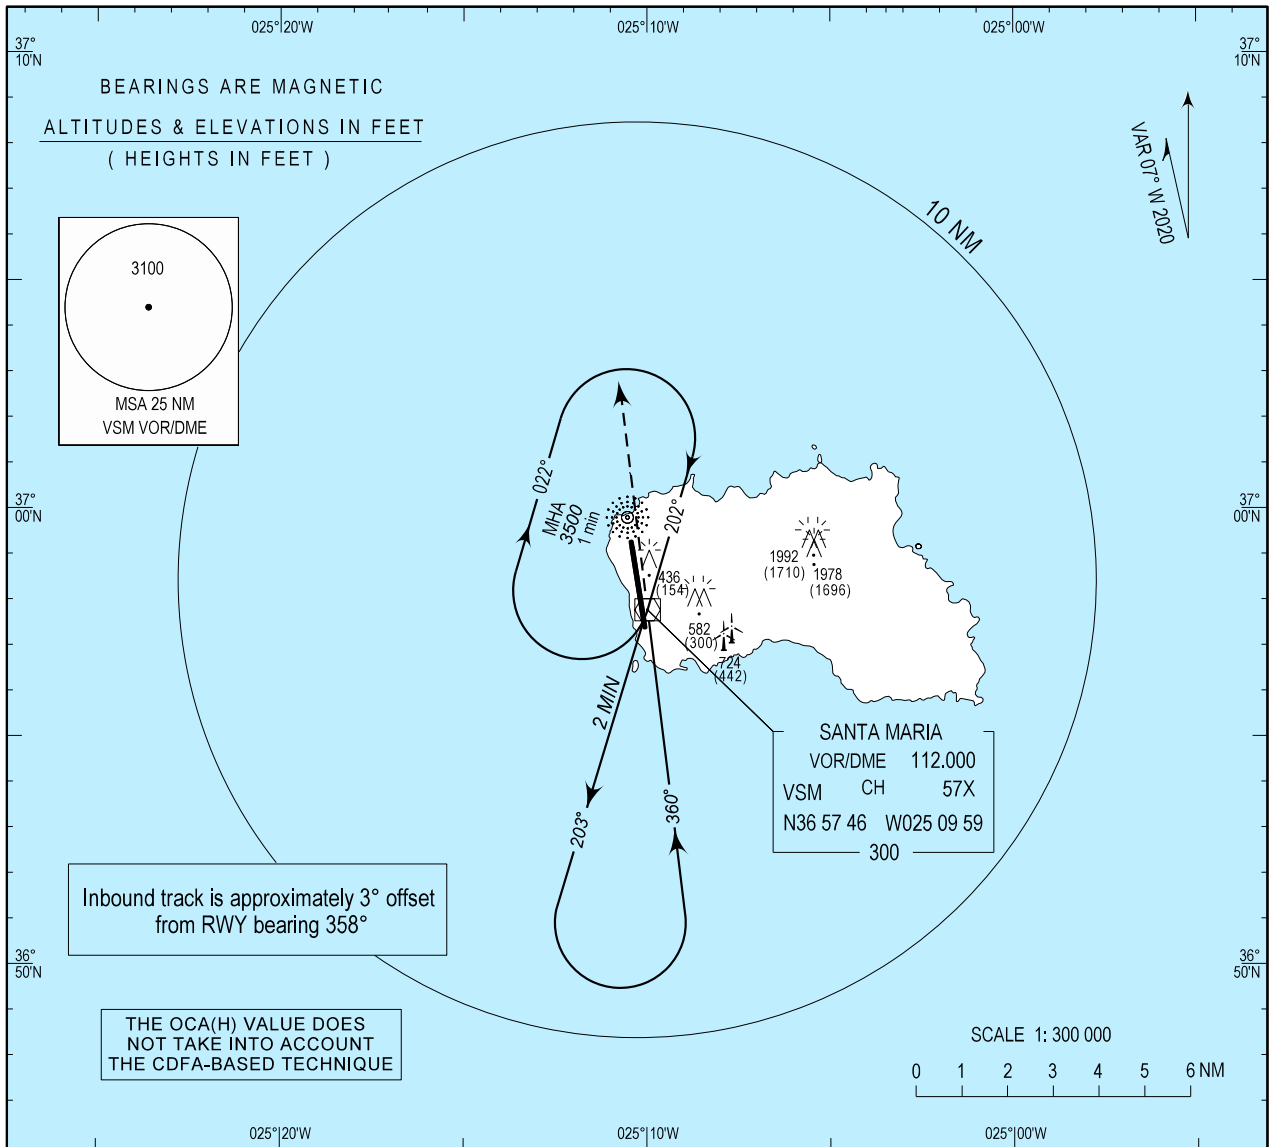 025°20'W
025°10'W
025°00'W
37°
10'N
37°
10'N
BEARINGS ARE MAGNETIC
ALTITUDES & ELEVATIONS IN FEET
( HEIGHTS IN FEET )
VAR 07° W 2020
10 NM
3100
MSA 25 NM
VSM VOR/DME
022°
MHA
3500
1 min
202°
37°
00'N
37°
00'N
436
(154)
1992
(1710)
1978
(1696)
582
(300)
724
(442)
2 MIN
203°
360°
SANTA MARIA
VOR/DME 112.000
VSM CH 57X
N36 57 46 W025 09 59
300
Inbound track is approximately 3° offset
from RWY bearing 358°
36°
50'N
36°
50'N
THE OCA(H) VALUE DOES
NOT TAKE INTO ACCOUNT
THE CDFA-BASED TECHNIQUE
SCALE 1: 300 000
0 1 2 3 4 5 6 NM
025°20'W
025°10'W
025°00'W